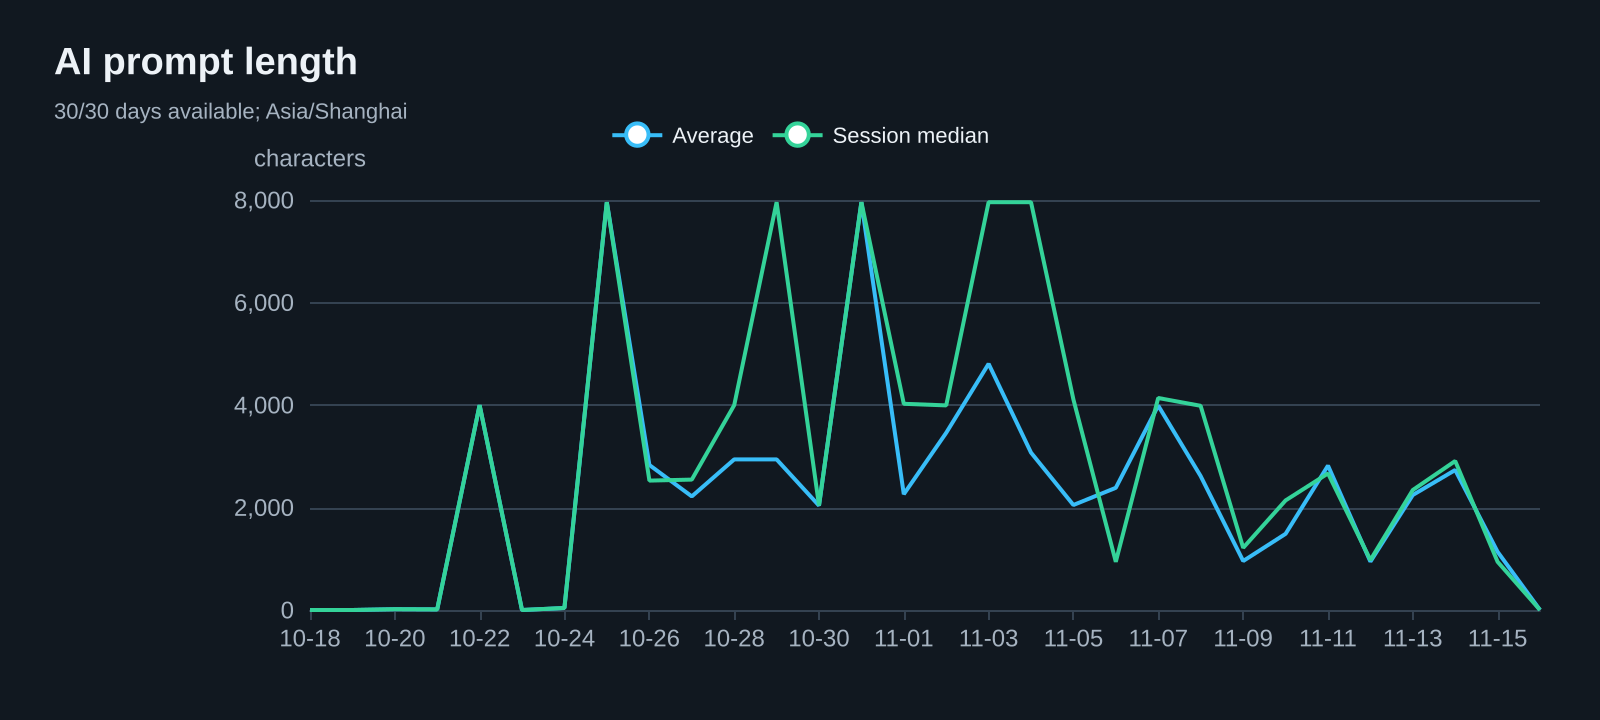 AI prompt length
30/30 days available; Asia/Shanghai
Average Session median
characters
8,000
6,000
4,000
2,000
0
10-18 10-20 10-22 10-24 10-26 10-28 10-30 11-01 11-03 11-05 11-07 11-09 11-11 11-13 11-15